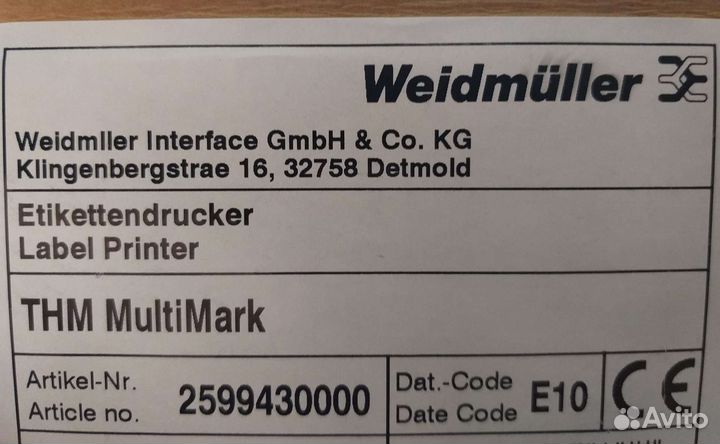 Weidmüller
Weidmller Interface GmbH & Co. KG
Klingenbergstrae 16, 32758 Detmold
Etikettendrucker
Label Printer
THM MultiMark
Artikel-Nr.
Article no.
2599430000
Dat.-Code
Date Code
E10
CE
Avito